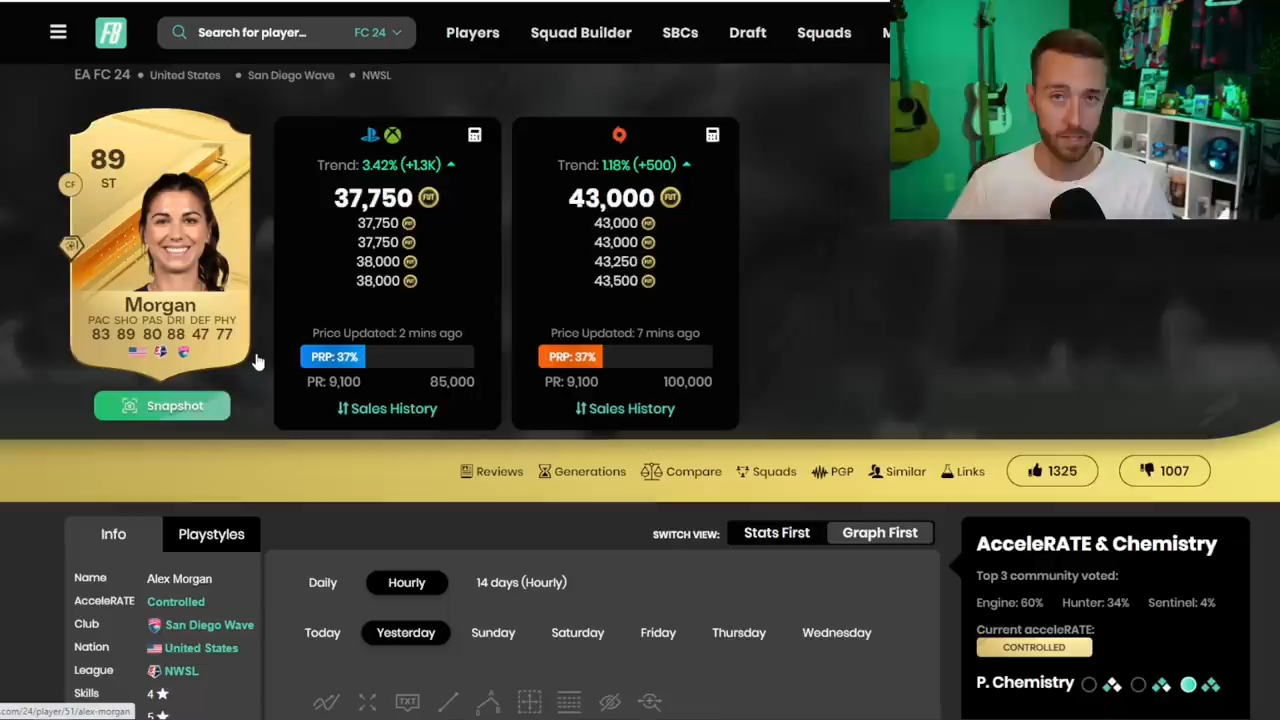 FB
Search for player...
FC 24
Players
Squad Builder
SBCs
Draft
Squads
M
EA FC 24 • United States • San Diego Wave • NWSL
89
ST
CF
Morgan
PAC SHO PAS DRI DEF PHY
83 89 80 88 47 77
Snapshot
Trend: 3.42% (+1.3K)
37,750 FUT
37,750
37,750
38,000
38,000
Price Updated: 2 mins ago
PRP: 37%
PR: 9,100 85,000
Sales History
Trend: 1.18% (+500)
43,000 FUT
43,000
43,000
43,250
43,500
Price Updated: 7 mins ago
PRP: 37%
PR: 9,100 100,000
Sales History
Reviews
Generations
Compare
Squads
PGP
Similar
Links
1325
1007
Info
Playstyles
Name Alex Morgan
AcceleRATE Controlled
Club San Diego Wave
Nation United States
League NWSL
Skills 4★
5★
.com/24/player/51/alex-morgan
SWITCH VIEW:
Stats First
Graph First
Daily
Hourly
14 days (Hourly)
Today
Yesterday
Sunday
Saturday
Friday
Thursday
Wednesday
TXT
AcceleRATE & Chemistry
Top 3 community voted:
Engine: 60% Hunter: 34% Sentinel: 4%
Current acceleRATE:
CONTROLLED
P. Chemistry